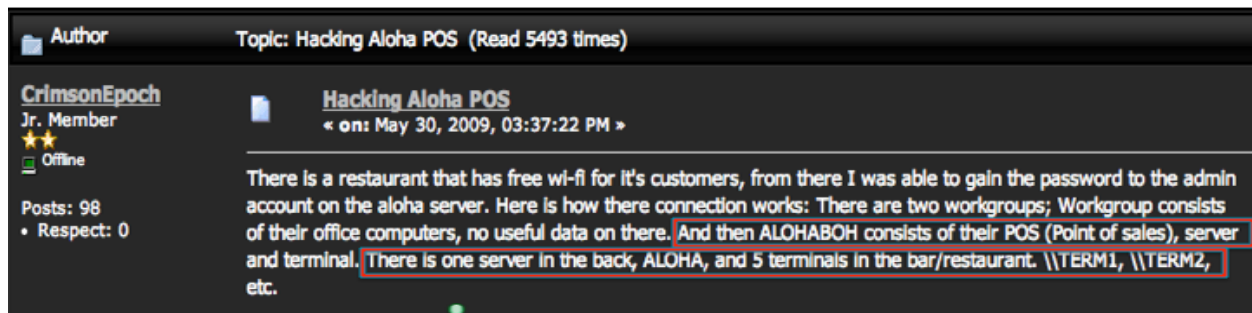 Author Topic: Hacking Aloha POS (Read 5493 times)
CrimsonEpoch
Jr. Member
Offline
Posts: 98
• Respect: 0
Hacking Aloha POS
« on: May 30, 2009, 03:37:22 PM »
There is a restaurant that has free wi-fi for it's customers, from there I was able to gain the password to the admin
account on the aloha server. Here is how there connection works: There are two workgroups; Workgroup consists
of their office computers, no useful data on there. And then ALOHABOH consists of their POS (Point of sales), server
and terminal. There is one server in the back, ALOHA, and 5 terminals in the bar/restaurant. \\TERM1, \\TERM2,
etc.